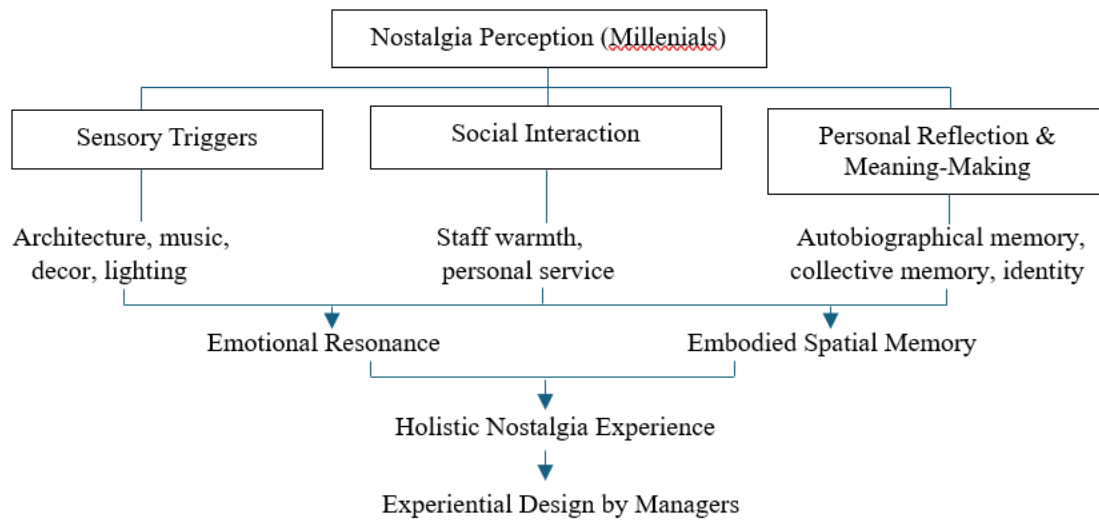 Nostalgia Perception (Millenials)
Sensory Triggers
Social Interaction
Personal Reflection &
Meaning-Making
Architecture, music,
decor, lighting
Staff warmth,
personal service
Autobiographical memory,
collective memory, identity
Emotional Resonance
Embodied Spatial Memory
Holistic Nostalgia Experience
Experiential Design by Managers